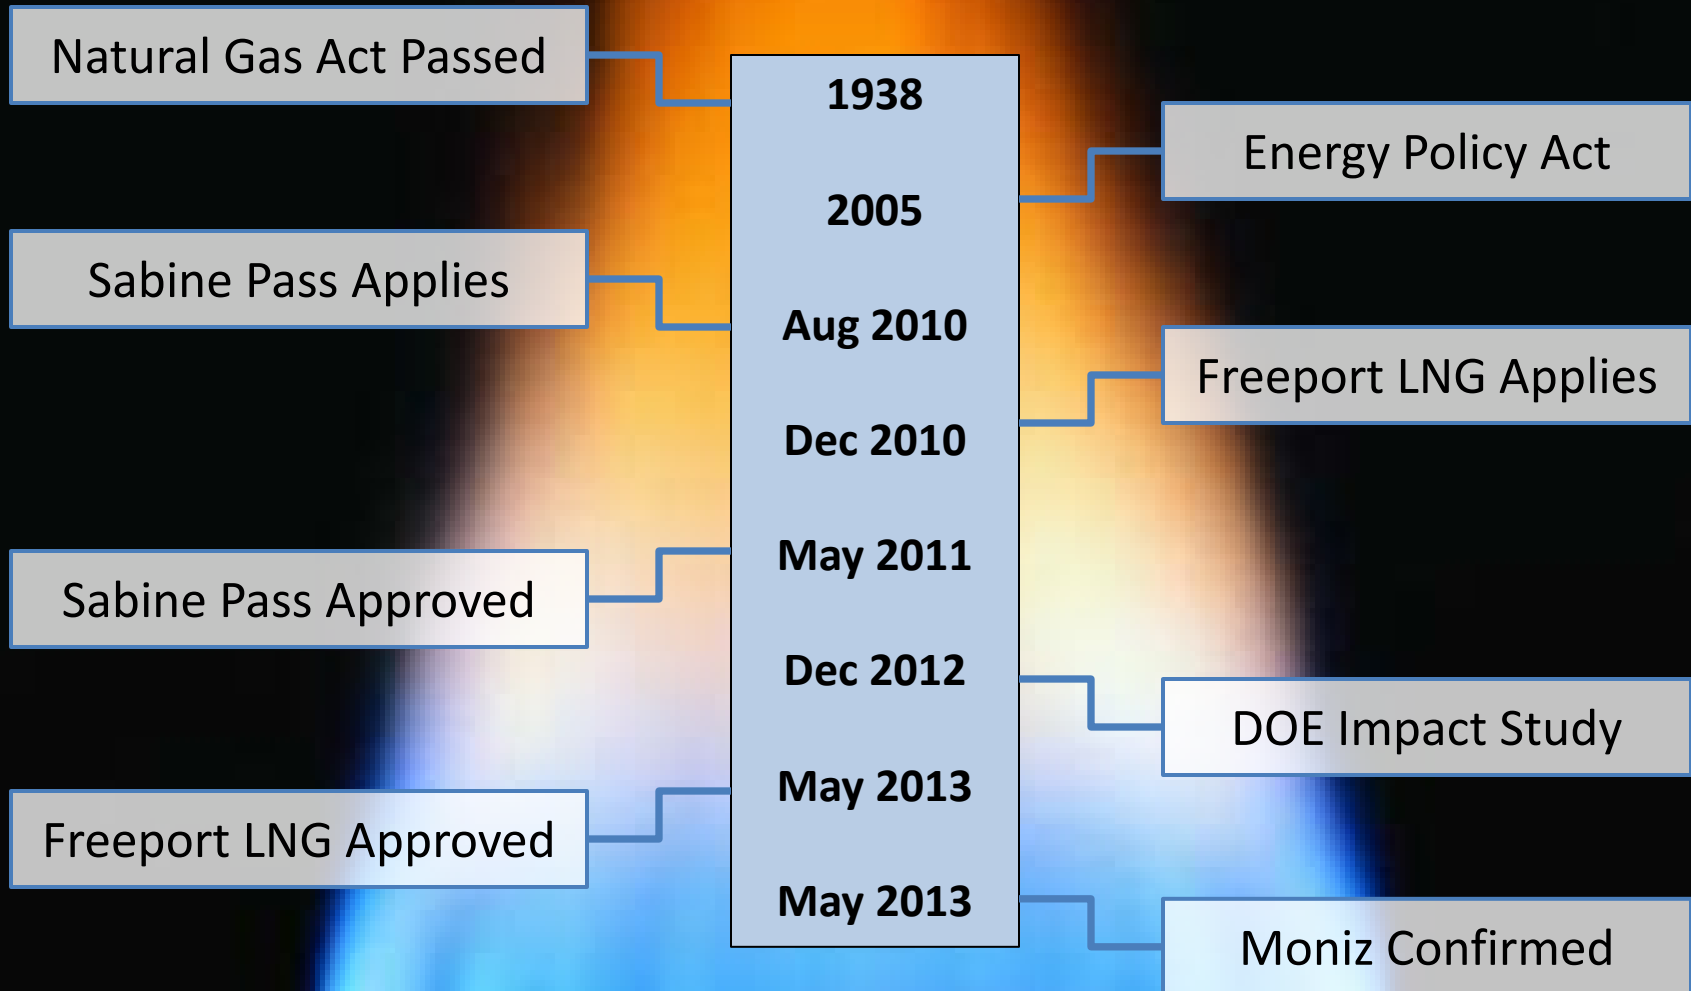 Natural Gas Act Passed
1938
Energy Policy Act
2005
Sabine Pass Applies
Aug 2010
Freeport LNG Applies
Dec 2010
May 2011
Sabine Pass Approved
Dec 2012
DOE Impact Study
May 2013
Freeport LNG Approved
May 2013
Moniz Confirmed